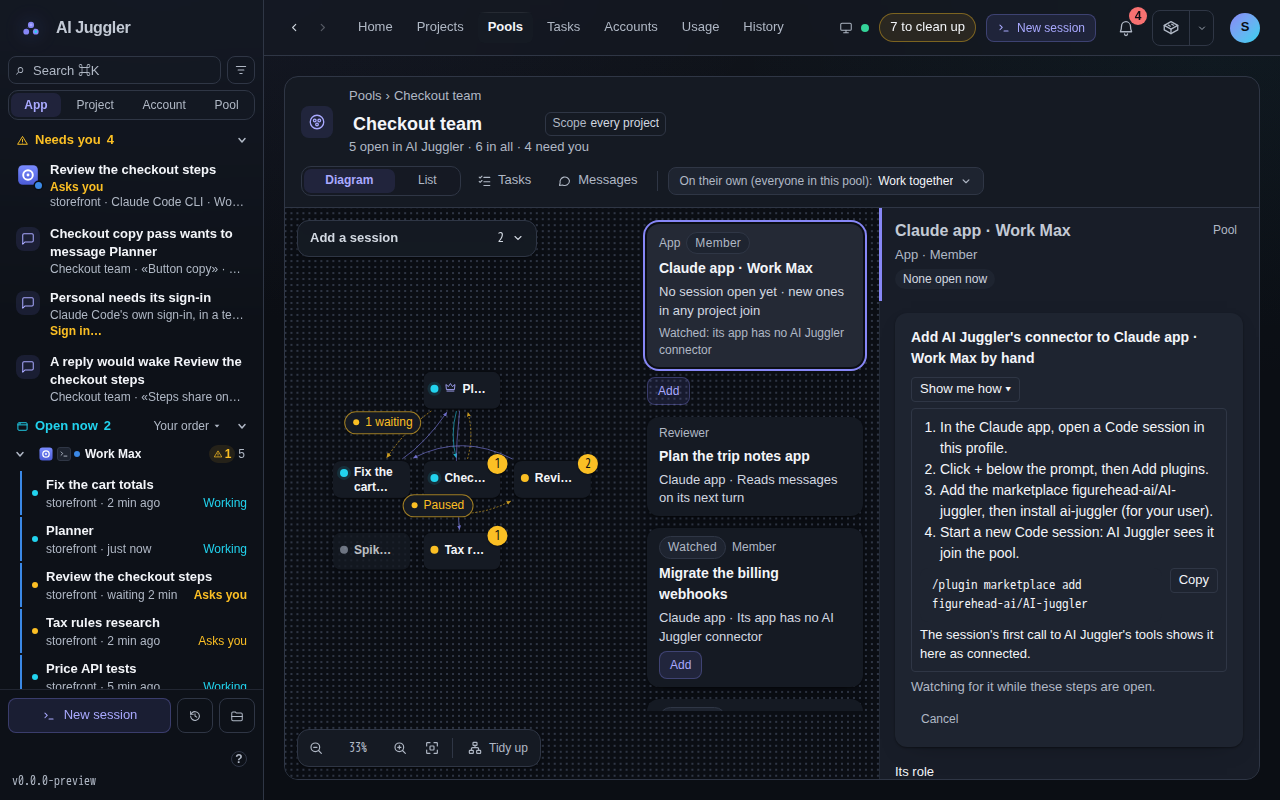 AI Juggler
Search ⌘K
App Project Account Pool
Needs you 4
Review the checkout steps
Asks you
storefront · Claude Code CLI · Wo…
Checkout copy pass wants to
message Planner
Checkout team · «Button copy» · …
Personal needs its sign-in
Claude Code's own sign-in, in a te…
Sign in…
A reply would wake Review the
checkout steps
Checkout team · «Steps share on…
Open now 2 Your order
Work Max 1 5
Fix the cart totals
storefront · 2 min ago Working
Planner
storefront · just now Working
Review the checkout steps
storefront · waiting 2 min Asks you
Tax rules research
storefront · 2 min ago Asks you
Price API tests
storefront · 5 min ago Working
New session
?
v0.0.0-preview
Home Projects Pools Tasks Accounts Usage History
7 to clean up
New session
4
S
Pools › Checkout team
Checkout team
Scope every project
5 open in AI Juggler · 6 in all · 4 need you
Diagram List Tasks Messages
On their own (everyone in this pool): Work together
Add a session 2
Pl…
1 waiting
Fix the
cart…
Chec… 1
Revi… 2
Paused
Spik…
Tax r… 1
33%
Tidy up
App Member
Claude app · Work Max
No session open yet · new ones
in any project join
Watched: its app has no AI Juggler
connector
Add
Reviewer
Plan the trip notes app
Claude app · Reads messages
on its next turn
Watched Member
Migrate the billing
webhooks
Claude app · Its app has no AI
Juggler connector
Add
Claude app · Work Max
Pool
App · Member
None open now
Add AI Juggler's connector to Claude app ·
Work Max by hand
Show me how ▾
1. In the Claude app, open a Code session in
this profile.
2. Click + below the prompt, then Add plugins.
3. Add the marketplace figurehead-ai/AI-
juggler, then install ai-juggler (for your user).
4. Start a new Code session: AI Juggler sees it
join the pool.
/plugin marketplace add
figurehead-ai/AI-juggler
Copy
The session's first call to AI Juggler's tools shows it
here as connected.
Watching for it while these steps are open.
Cancel
Its role